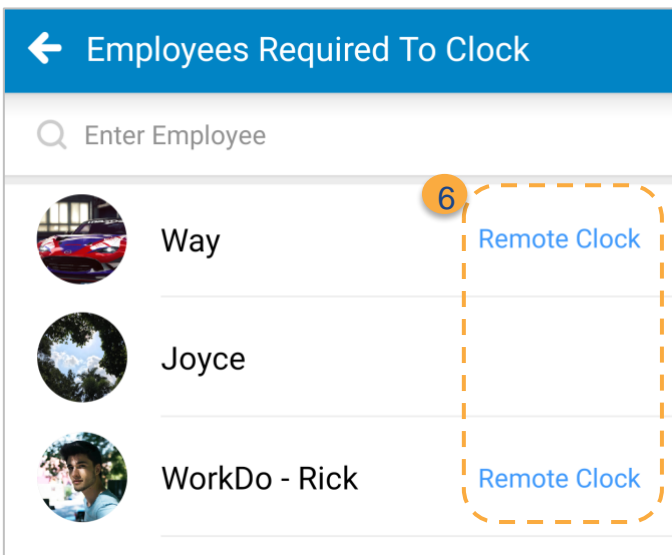 Employees Required To Clock
Enter Employee
6
Way
Remote Clock
Joyce
WorkDo - Rick
Remote Clock